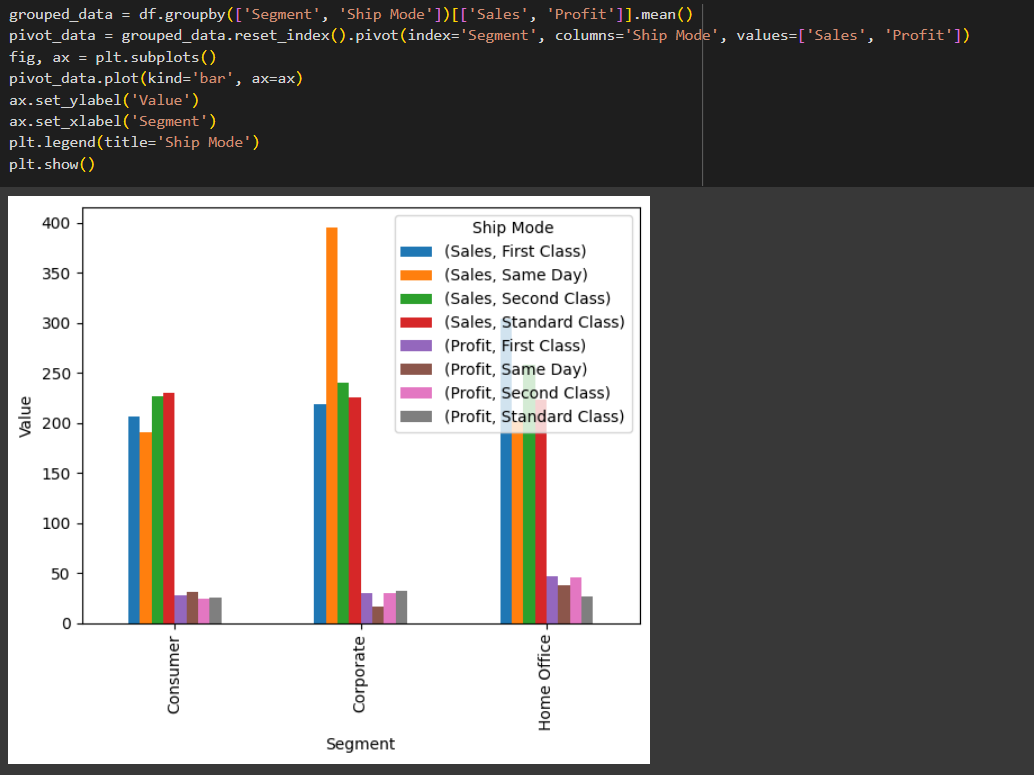 grouped_data = df.groupby(['Segment', 'Ship Mode'])[['Sales', 'Profit']].mean()
pivot_data = grouped_data.reset_index().pivot(index='Segment', columns='Ship Mode', values=['Sales', 'Profit'])
fig, ax = plt.subplots()
pivot_data.plot(kind='bar', ax=ax)
ax.set_ylabel('Value')
ax.set_xlabel('Segment')
plt.legend(title='Ship Mode')
plt.show()
Ship Mode
(Sales, First Class)
(Sales, Same Day)
(Sales, Second Class)
(Sales, Standard Class)
(Profit, First Class)
(Profit, Same Day)
(Profit, Second Class)
(Profit, Standard Class)
400
350
300
250
200
150
100
50
0
Value
Consumer
Corporate
Home Office
Segment